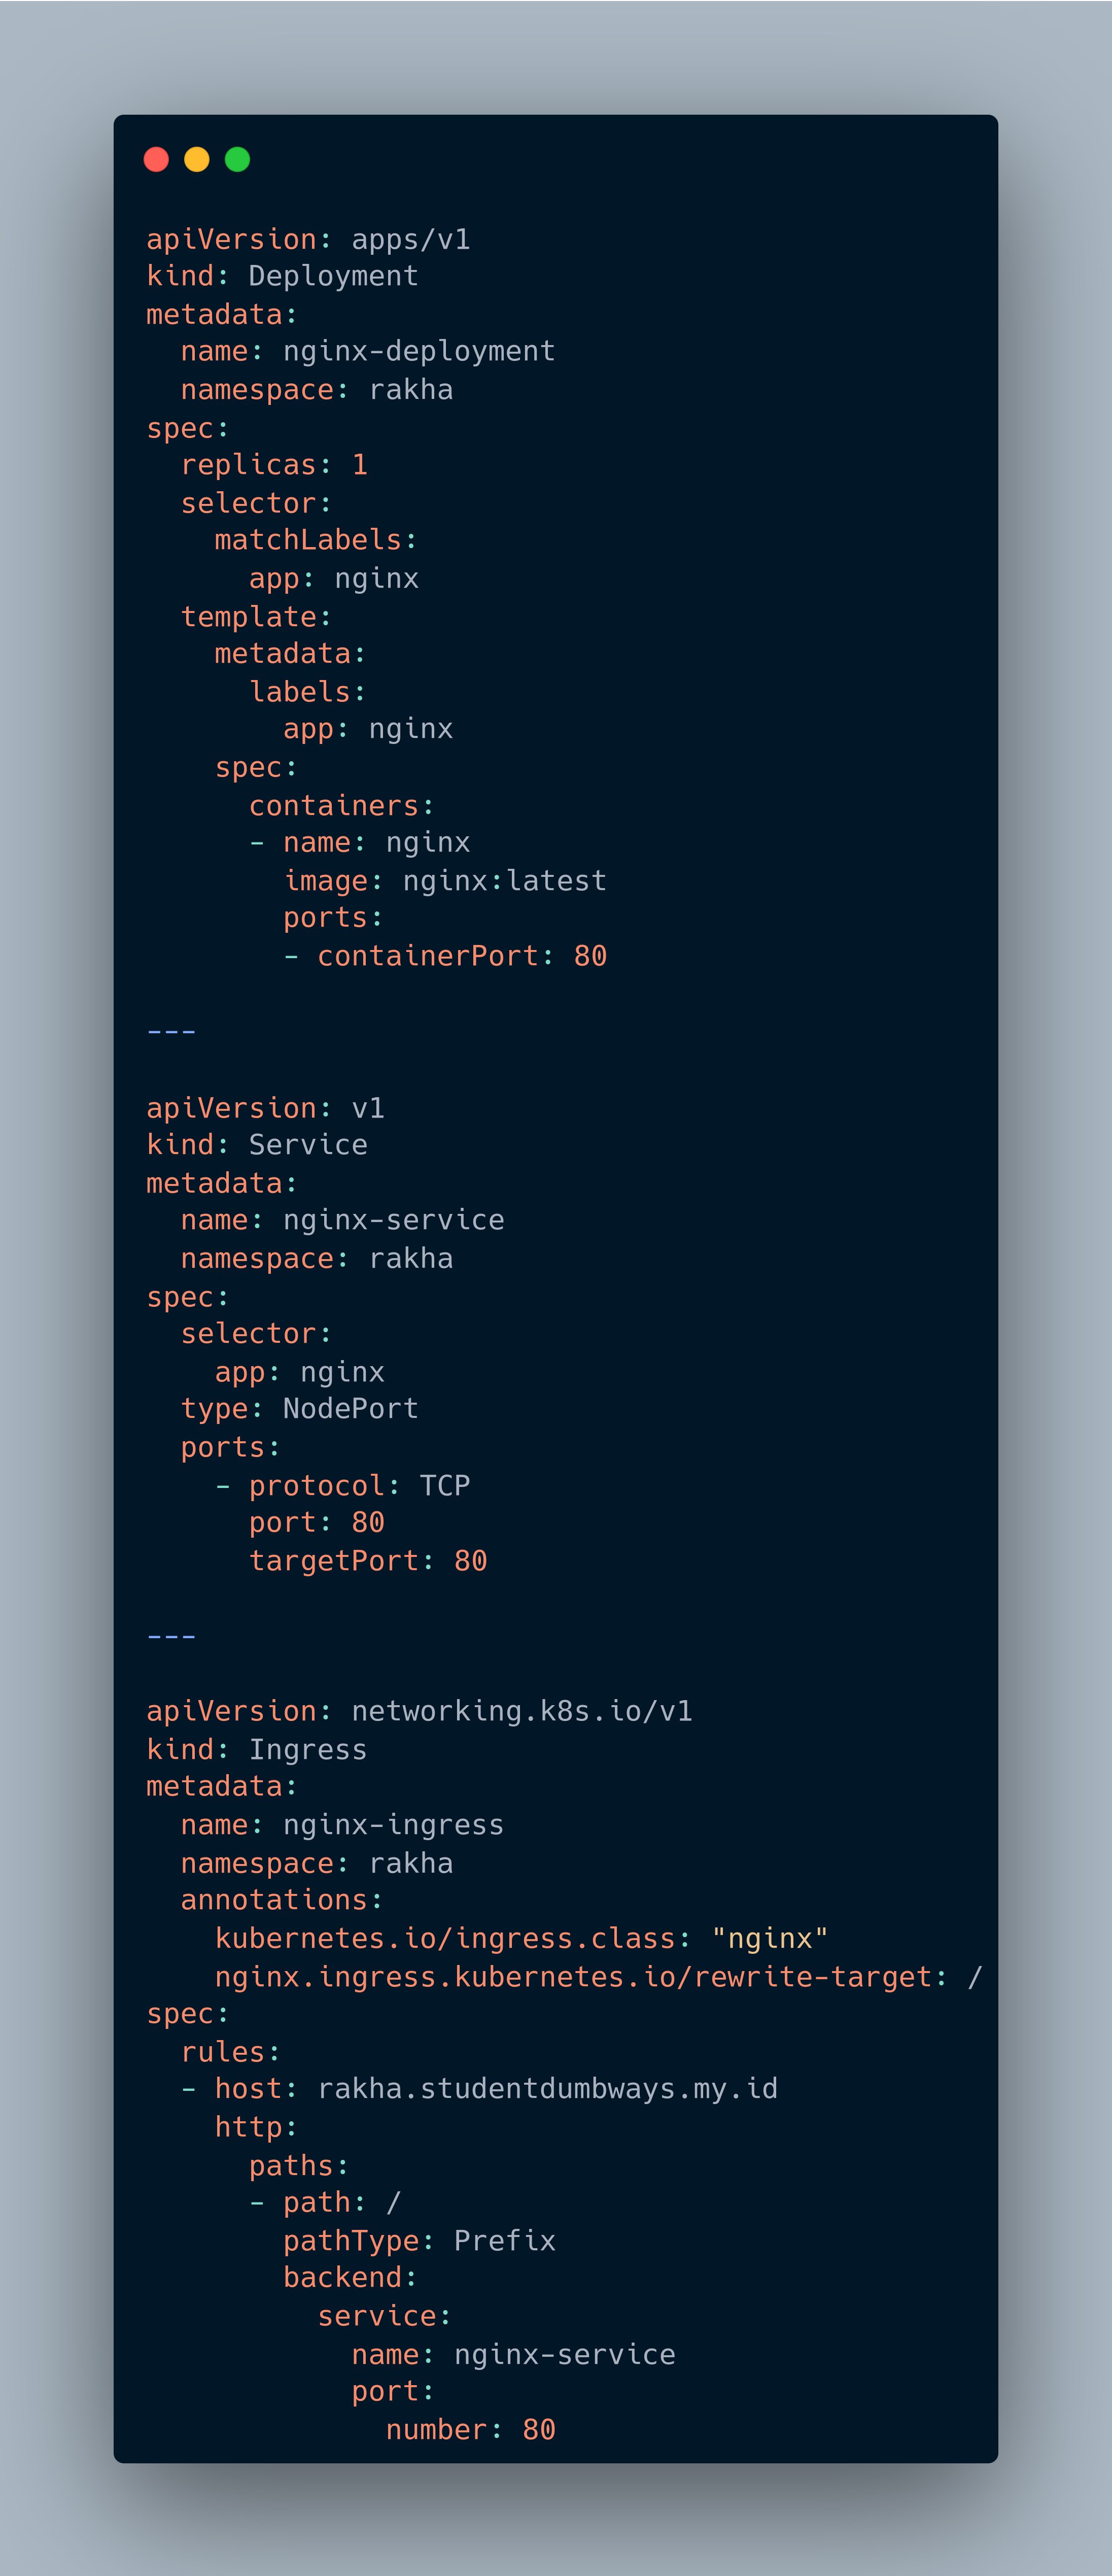 apiVersion: apps/v1
kind: Deployment
metadata:
  name: nginx-deployment
  namespace: rakha
spec:
  replicas: 1
  selector:
    matchLabels:
      app: nginx
  template:
    metadata:
      labels:
        app: nginx
    spec:
      containers:
      - name: nginx
        image: nginx:latest
        ports:
        - containerPort: 80

---

apiVersion: v1
kind: Service
metadata:
  name: nginx-service
  namespace: rakha
spec:
  selector:
    app: nginx
  type: NodePort
  ports:
    - protocol: TCP
      port: 80
      targetPort: 80

---

apiVersion: networking.k8s.io/v1
kind: Ingress
metadata:
  name: nginx-ingress
  namespace: rakha
  annotations:
    kubernetes.io/ingress.class: "nginx"
    nginx.ingress.kubernetes.io/rewrite-target: /
spec:
  rules:
  - host: rakha.studentdumbways.my.id
    http:
      paths:
      - path: /
        pathType: Prefix
        backend:
          service:
            name: nginx-service
            port:
              number: 80